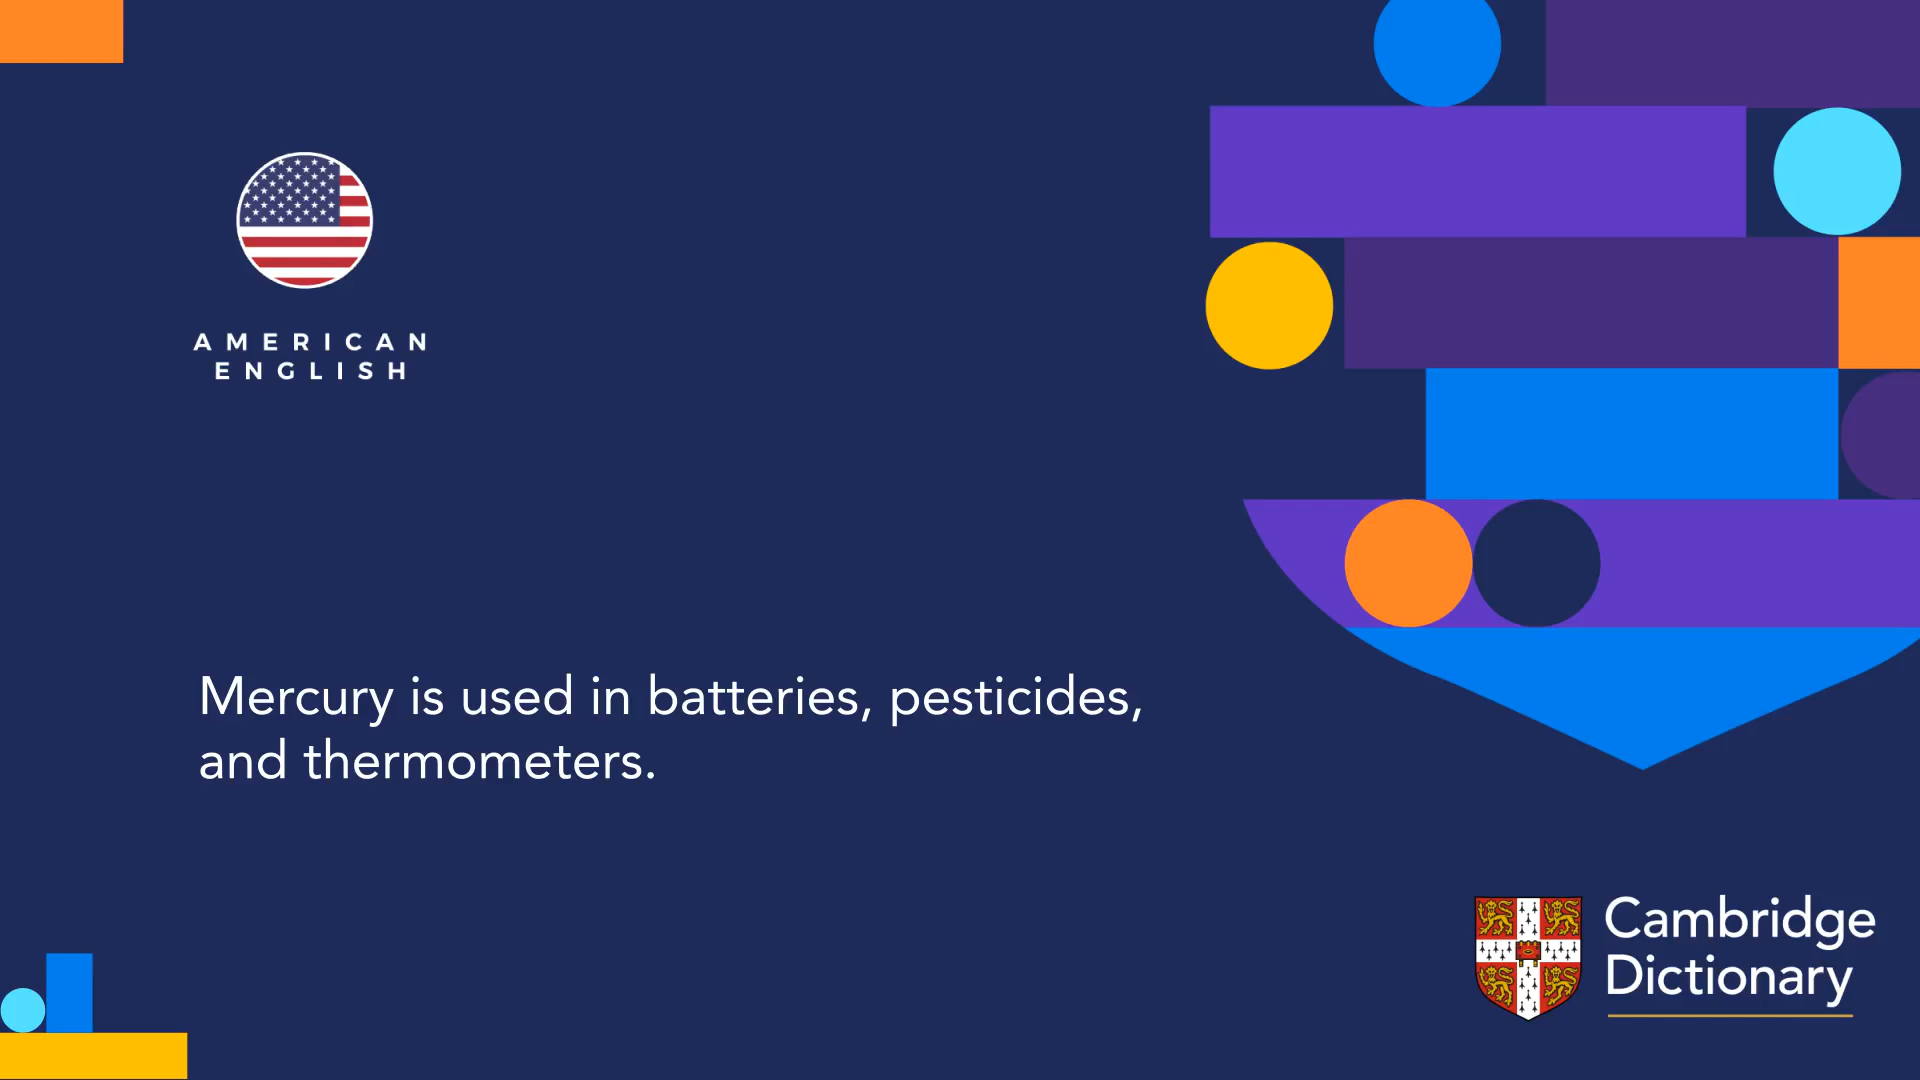 AMERICAN
ENGLISH
Mercury is used in batteries, pesticides,
and thermometers.
Cambridge
Dictionary